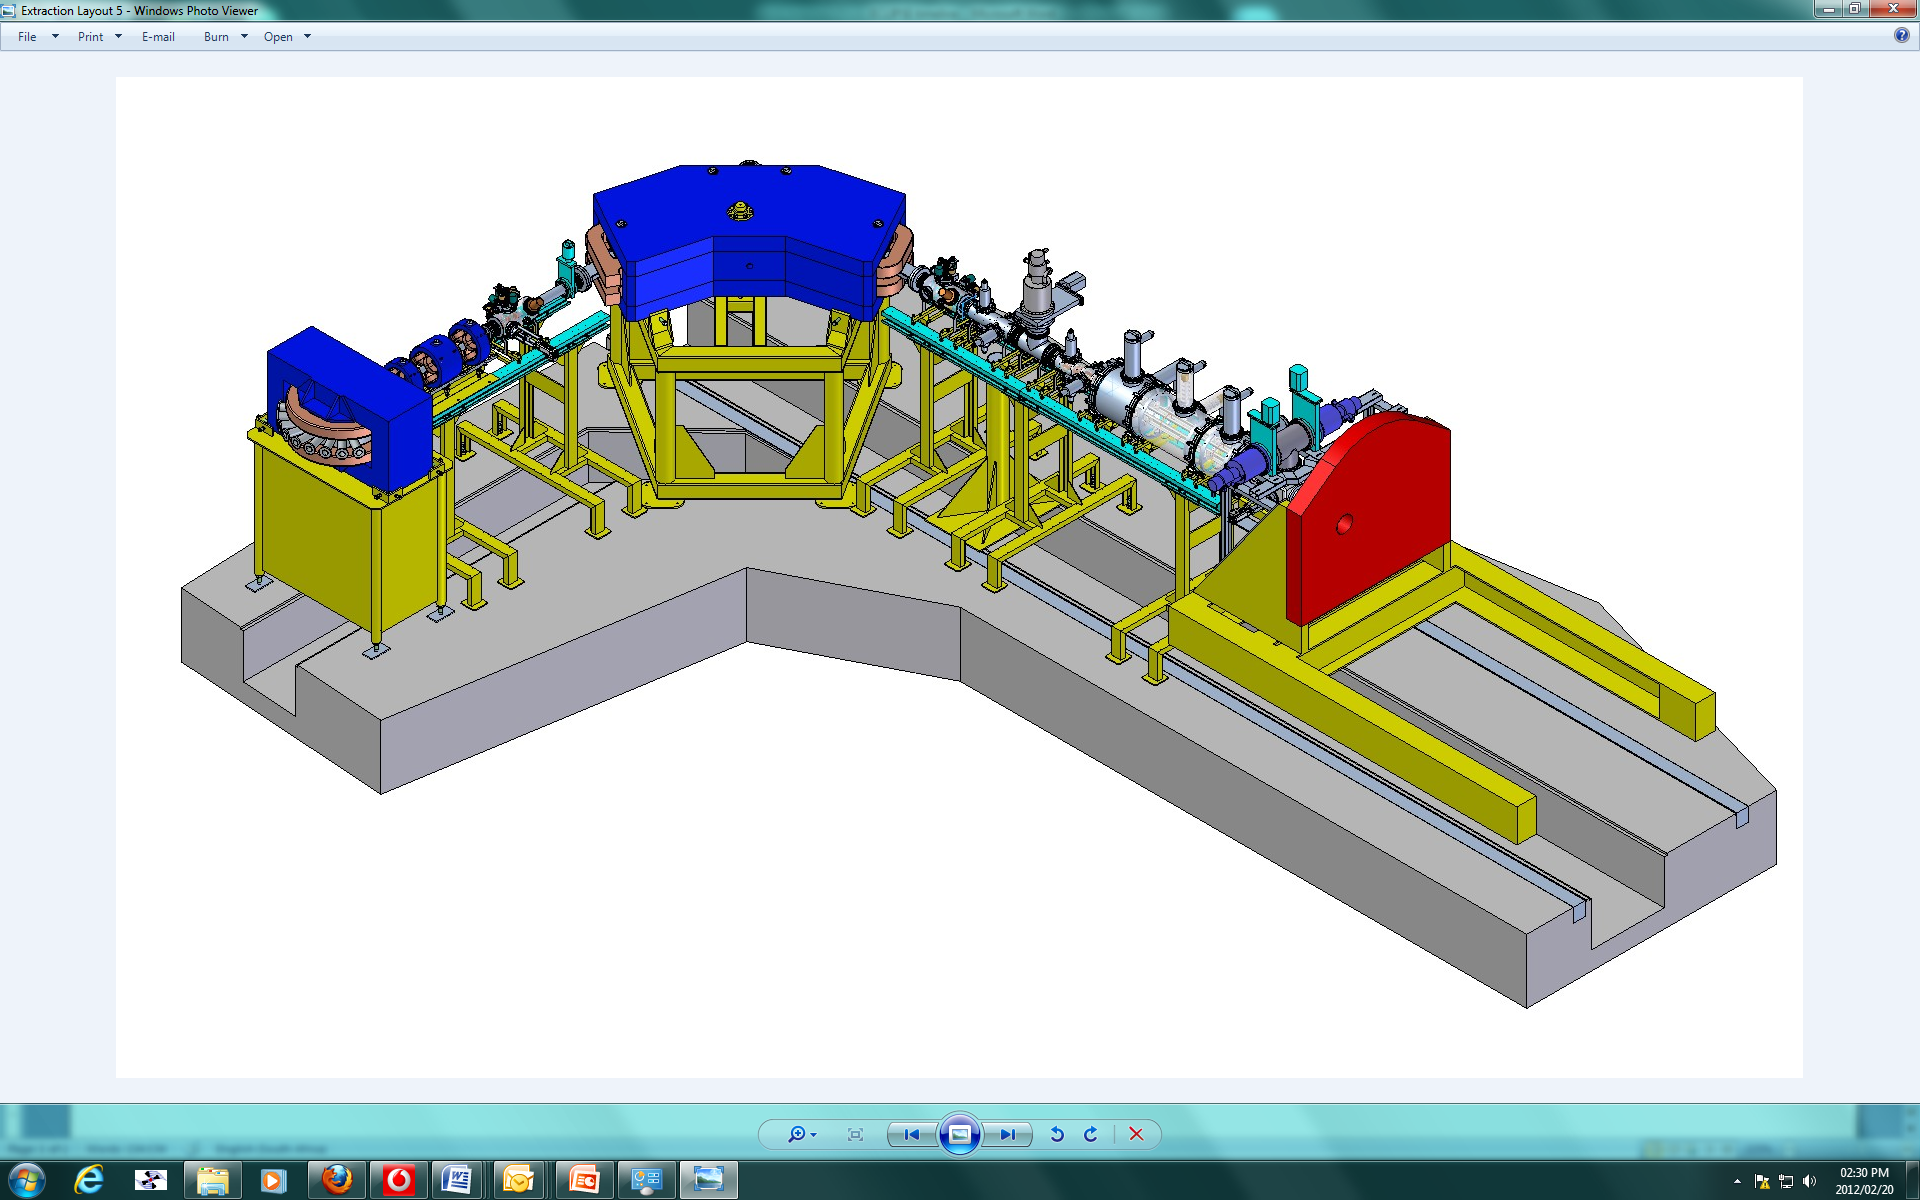 Extraction Layout 5 - Windows Photo Viewer
File Print E-mail Burn Open
02:30 PM
2012/02/20